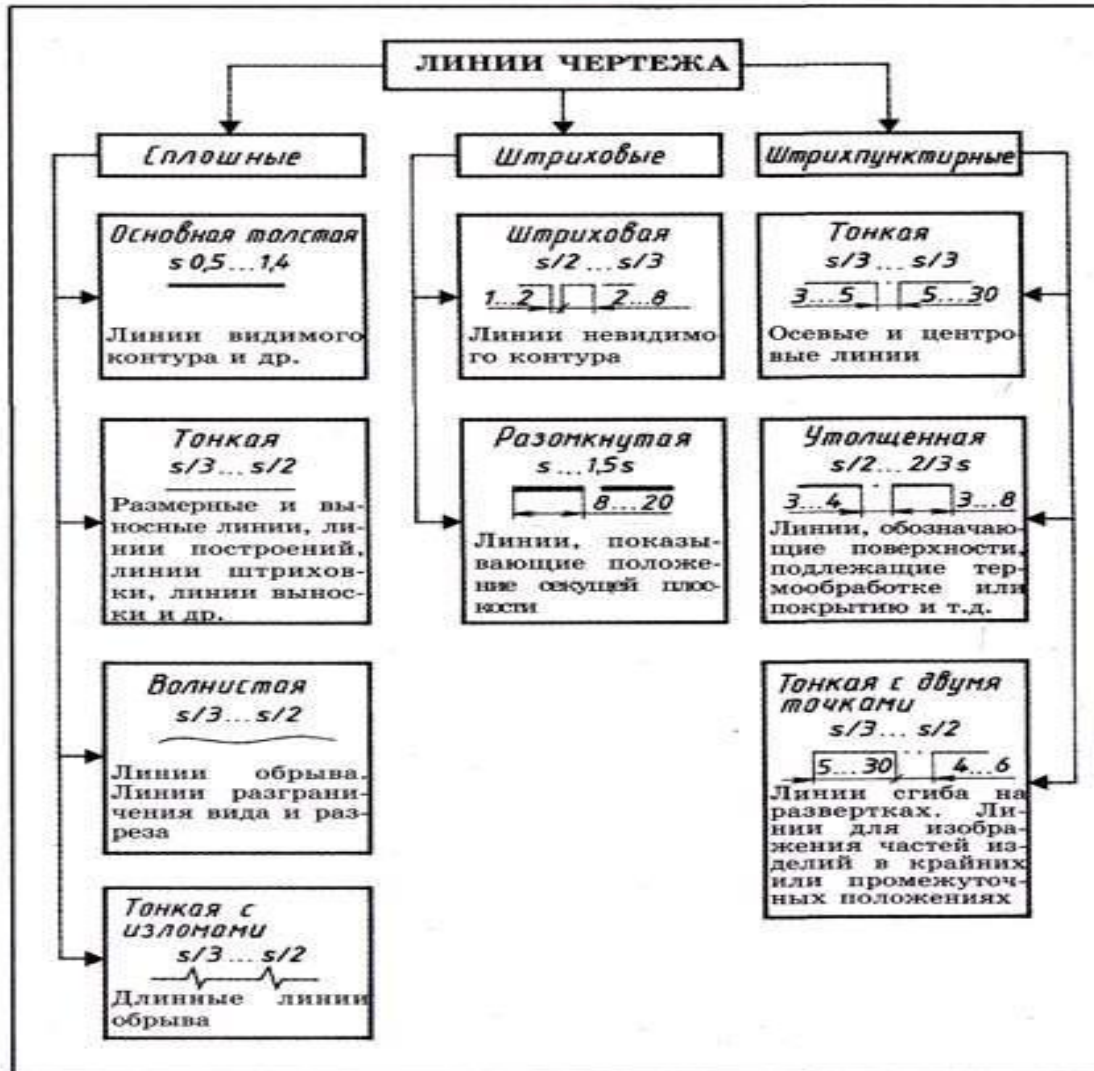 ЛИНИИ ЧЕРТЕЖА
Сплошные
Штриховые
Штрихпунктирные
Основная толстая
s 0,5...1,4
Линии видимого
контура и др.
Тонкая
s/3... s/2
Размерные и вы-
носные линии, ли-
нии построений,
линии штрихов-
ки, линии вынос-
ки и др.
Волнистая
s/3... s/2
Линии обрыва.
Линии разграни-
чения вида и раз-
реза
Тонкая с
изломами
s/3 ... s/2
Длинные линии
обрыва
Штриховая
s/2 ... s/3
1...2 2...8
Линии невидимо
го контура
Разомкнутая
s ... 1,5 s
8...20
Линии, показы-
вающие положе-
ние секущей плос-
кости
Тонкая
s/3 ... s/3
3...5 5...30
Осевые и центро-
вые линии
Утолщенная
s/2 ... 2/3 s
3...4 3...8
Линии, обозначаю-
щие поверхности,
подлежащие тер-
мообработке или
покрытию и т.д.
Тонкая с двумя
точками
s/3... s/2
5...30 4...6
Линии сгиба на
развертках. Ли-
нии для изобра-
жения частей из-
делий в крайних
или промежуточ-
ных положениях